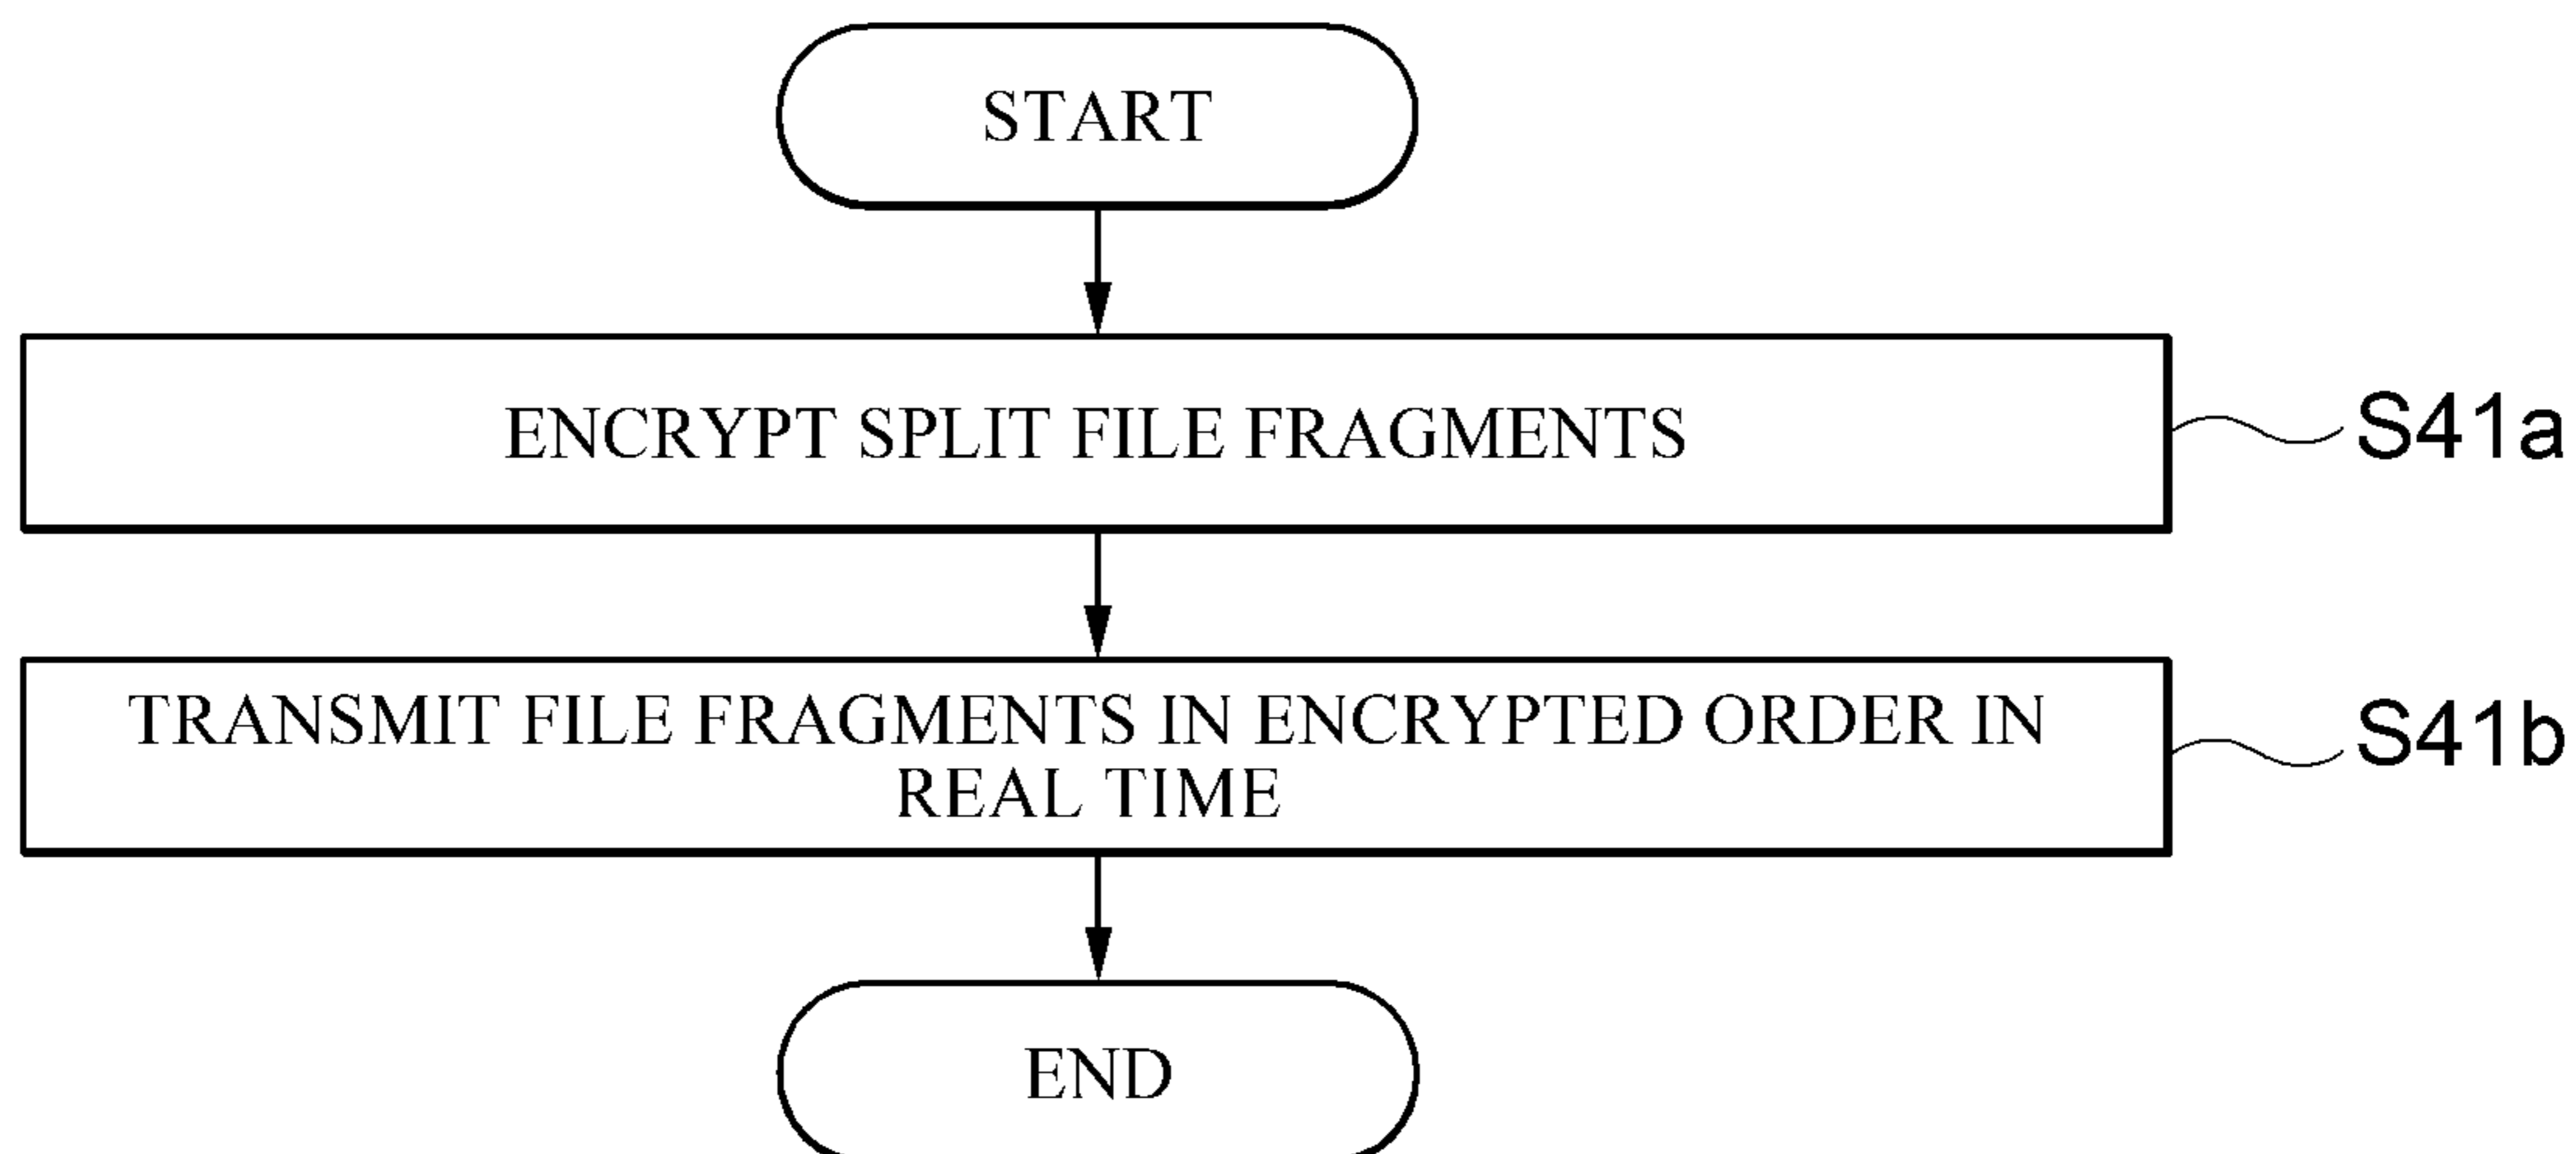 START
ENCRYPT SPLIT FILE FRAGMENTS
S41a
TRANSMIT FILE FRAGMENTS IN ENCRYPTED ORDER IN
REAL TIME
S41b
END